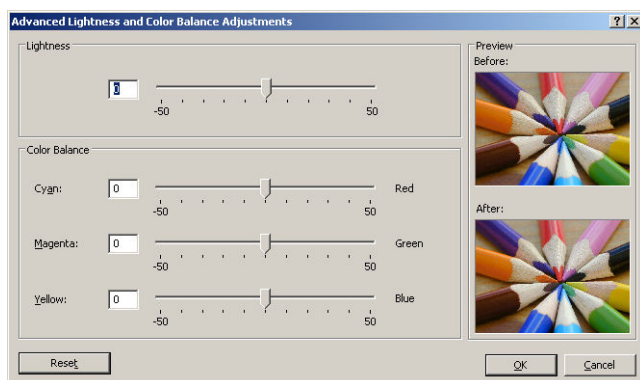 Advanced Lightness and Color Balance Adjustments
Lightness
0
-50 50
Color Balance
Cyan: 0 Red
-50 50
Magenta: 0 Green
-50 50
Yellow: 0 Blue
-50 50
Preview
Before:
After:
Reset
OK
Cancel